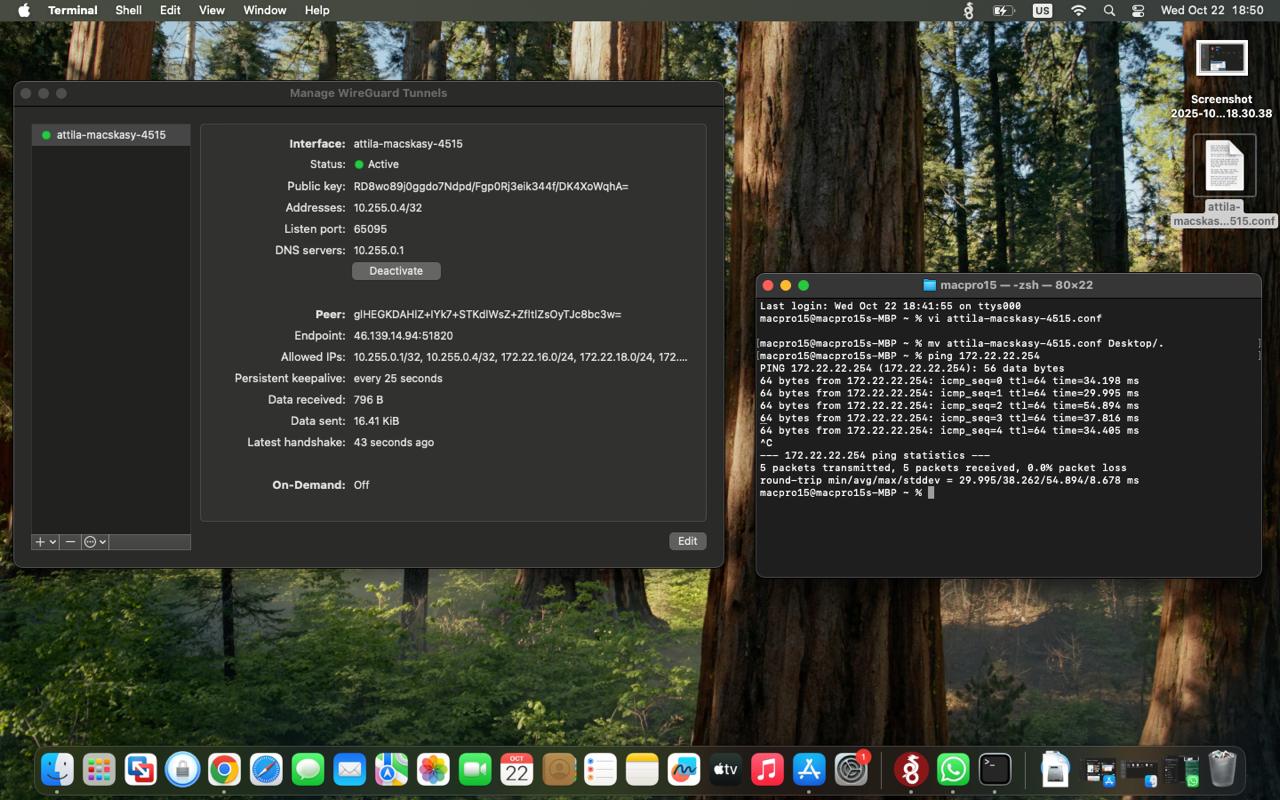 Terminal Shell Edit View Window Help
US
Wed Oct 22 18:50
Screenshot
2025-10...18.30.38
attila-
macskas...515.conf
Manage WireGuard Tunnels
attila-macskasy-4515
Interface: attila-macskasy-4515
Status: Active
Public key: RD8wo89j0ggdo7Ndpd/Fgp0Rj3eik344f/DK4XoWqhA=
Addresses: 10.255.0.4/32
Listen port: 65095
DNS servers: 10.255.0.1
Deactivate
Peer: glHEGKDAHlZ+IYk7+STKdlWsZ+ZfItlZsOyTJc8bc3w=
Endpoint: 46.139.14.94:51820
Allowed IPs: 10.255.0.1/32, 10.255.0.4/32, 172.22.16.0/24, 172.22.18.0/24, 172....
Persistent keepalive: every 25 seconds
Data received: 796 B
Data sent: 16.41 KiB
Latest handshake: 43 seconds ago
On-Demand: Off
Edit
macpro15 — -zsh — 80×22
Last login: Wed Oct 22 18:41:55 on ttys000
macpro15@macpro15s-MBP ~ % vi attila-macskasy-4515.conf
[macpro15@macpro15s-MBP ~ % mv attila-macskasy-4515.conf Desktop/. ]
[macpro15@macpro15s-MBP ~ % ping 172.22.22.254 ]
PING 172.22.22.254 (172.22.22.254): 56 data bytes
64 bytes from 172.22.22.254: icmp_seq=0 ttl=64 time=34.198 ms
64 bytes from 172.22.22.254: icmp_seq=1 ttl=64 time=29.995 ms
64 bytes from 172.22.22.254: icmp_seq=2 ttl=64 time=54.894 ms
64 bytes from 172.22.22.254: icmp_seq=3 ttl=64 time=37.816 ms
64 bytes from 172.22.22.254: icmp_seq=4 ttl=64 time=34.405 ms
^C
--- 172.22.22.254 ping statistics ---
5 packets transmitted, 5 packets received, 0.0% packet loss
round-trip min/avg/max/stddev = 29.995/38.262/54.894/8.678 ms
macpro15@macpro15s-MBP ~ %
OCT
22
tv
1